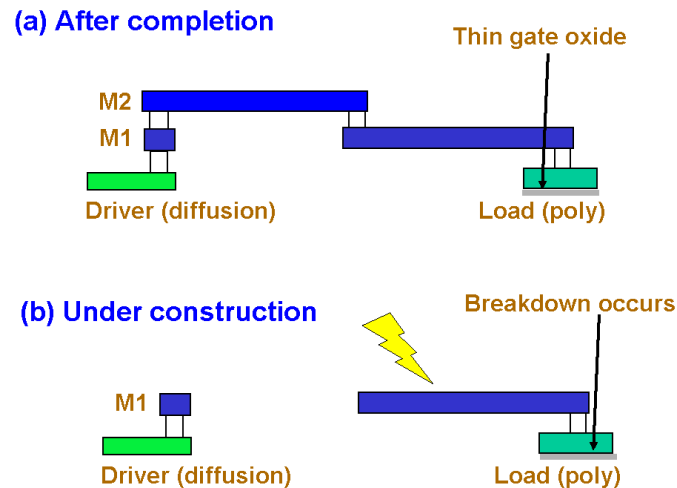 (a) After completion
Thin gate oxide
M2
M1
Driver (diffusion)
Load (poly)
(b) Under construction
Breakdown occurs
M1
Driver (diffusion)
Load (poly)